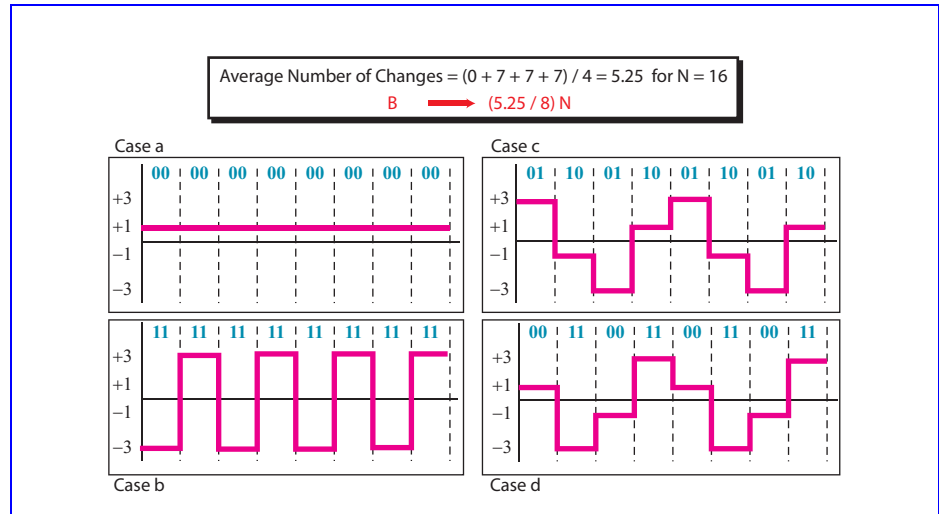 Average Number of Changes = (0 + 7 + 7 + 7) / 4 = 5.25 for N = 16
B (5.25 / 8) N
Case a
00 00 00 00 00 00 00 00
+3
+1
−1
−3
Case c
01 10 01 10 01 10 01 10
+3
+1
−1
−3
11 11 11 11 11 11 11 11
+3
+1
−1
−3
Case b
00 11 00 11 00 11 00 11
+3
+1
−1
−3
Case d